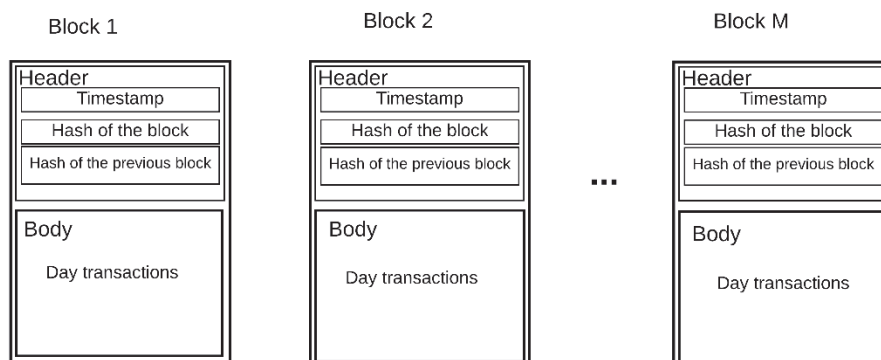 Block 1
Block 2
Block M
Header
Timestamp
Hash of the block
Hash of the previous block
Body
Day transactions
Header
Timestamp
Hash of the block
Hash of the previous block
Body
Day transactions
...
Header
Timestamp
Hash of the block
Hash of the previous block
Body
Day transactions